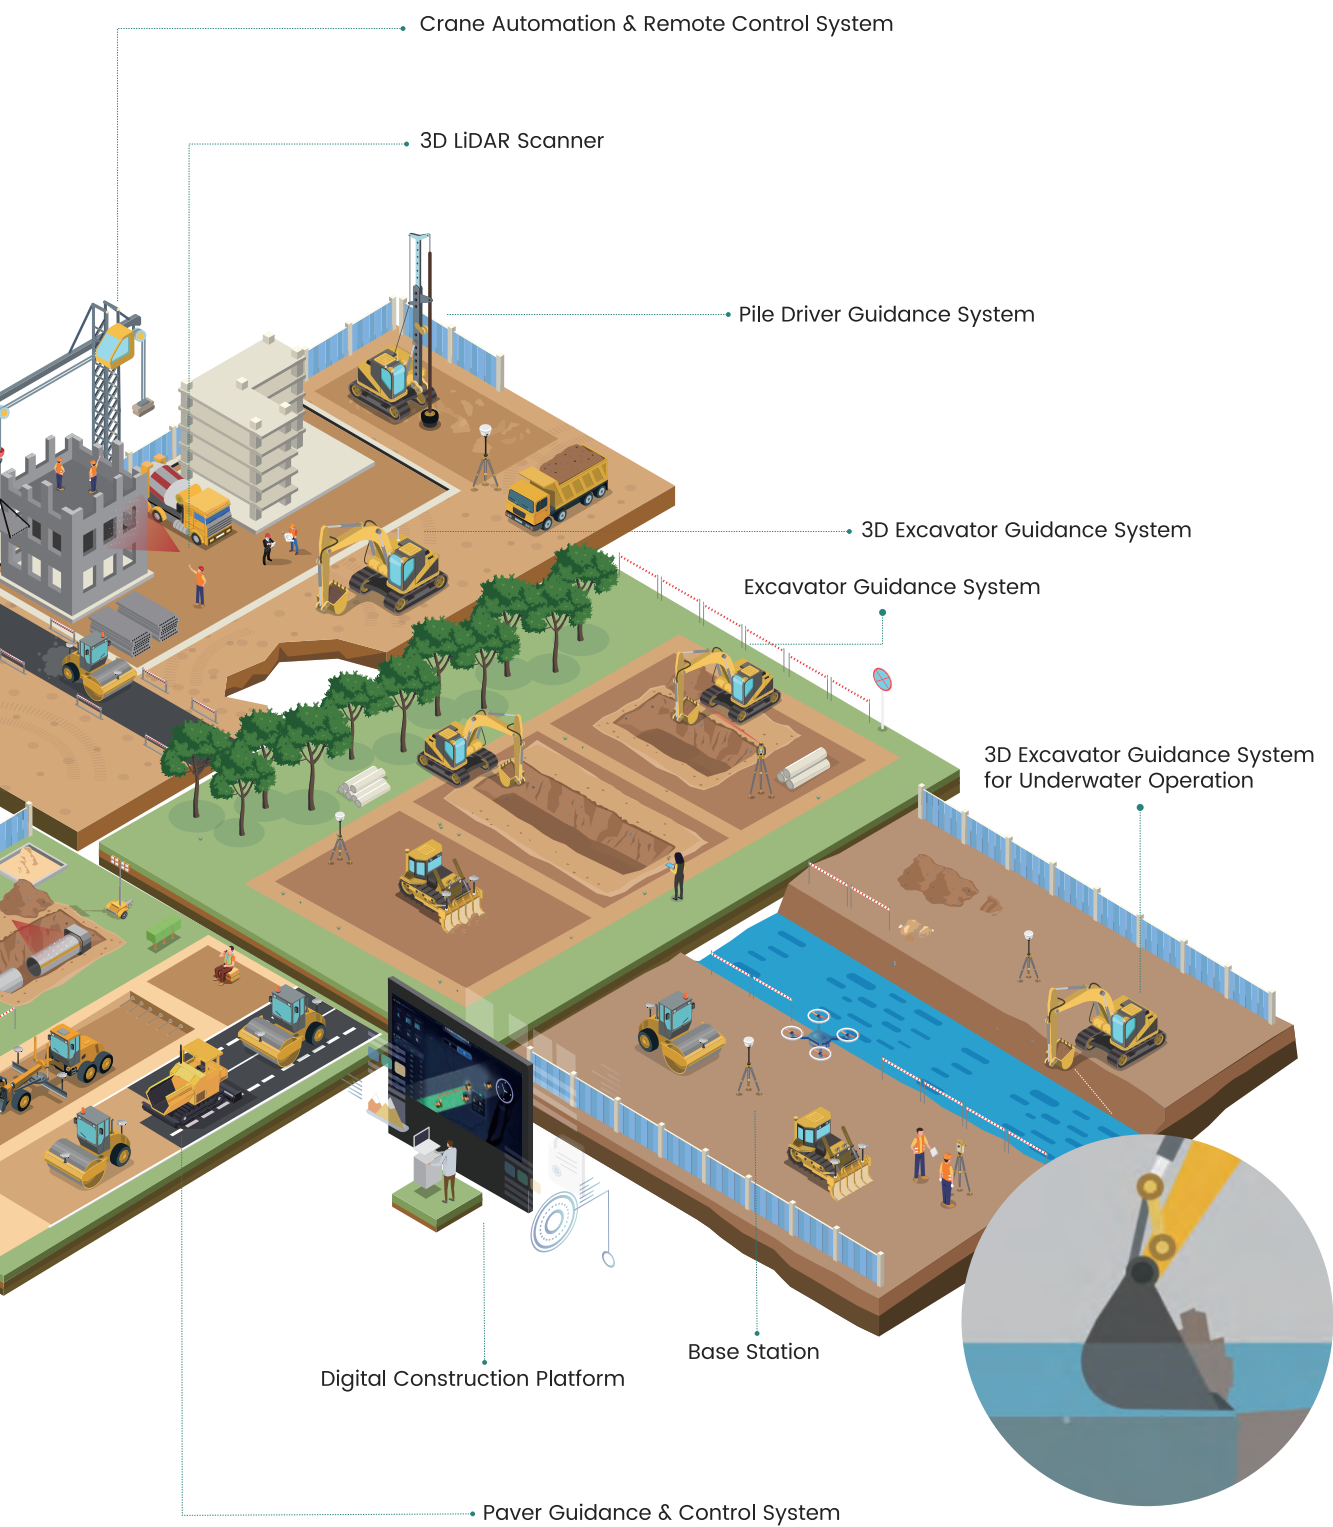 Crane Automation & Remote Control System
3D LiDAR Scanner
Pile Driver Guidance System
3D Excavator Guidance System
Excavator Guidance System
3D Excavator Guidance System
for Underwater Operation
Base Station
Digital Construction Platform
Paver Guidance & Control System